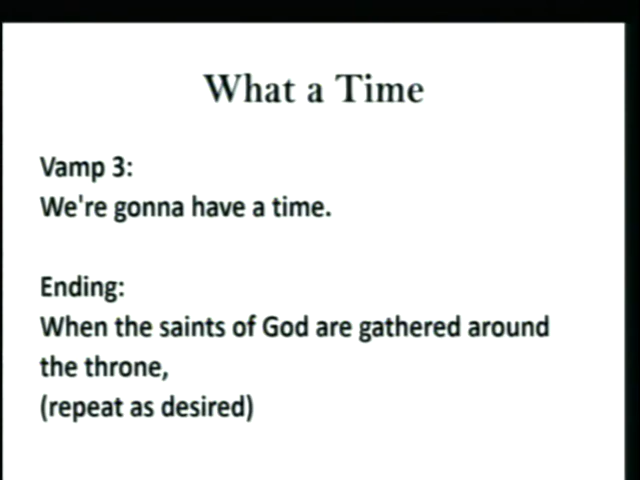 What a Time
Vamp 3:
We're gonna have a time.
Ending:
When the saints of God are gathered around
the throne,
(repeat as desired)